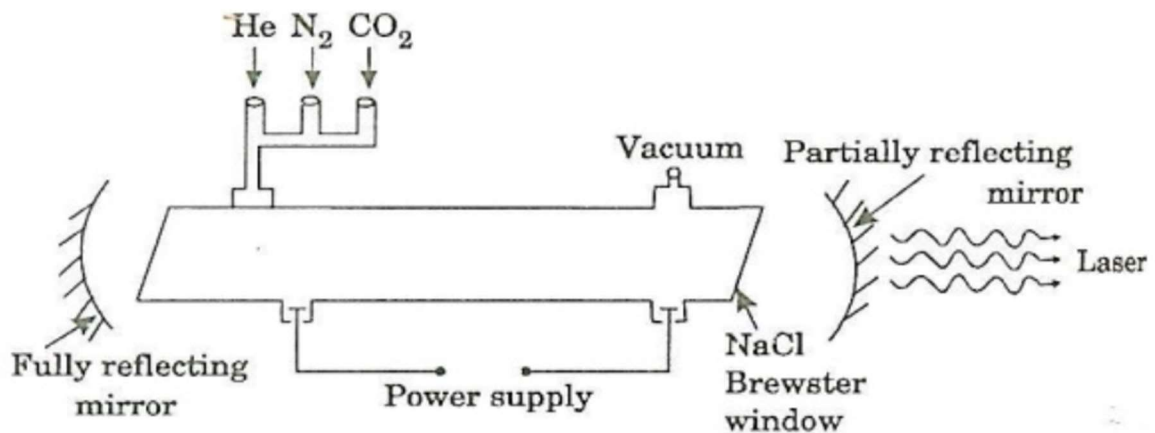 He N₂ CO₂
Vacuum
Partially reflecting
mirror
Laser
NaCl
Brewster
window
Fully reflecting
mirror
Power supply